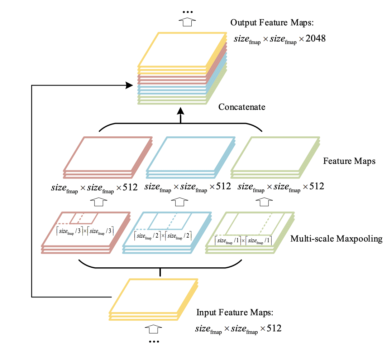 ...
Output Feature Maps:
size_fmap × size_fmap × 2048
Concatenate
Feature Maps
size_fmap × size_fmap × 512 size_fmap × size_fmap × 512 size_fmap × size_fmap × 512
⌈size_fmap / 3⌉ × ⌈size_fmap / 3⌉ ⌈size_fmap / 2⌉ × ⌈size_fmap / 2⌉ ⌈size_fmap / 1⌉ × ⌈size_fmap / 1⌉
Multi-scale Maxpooling
Input Feature Maps:
size_fmap × size_fmap × 512
...